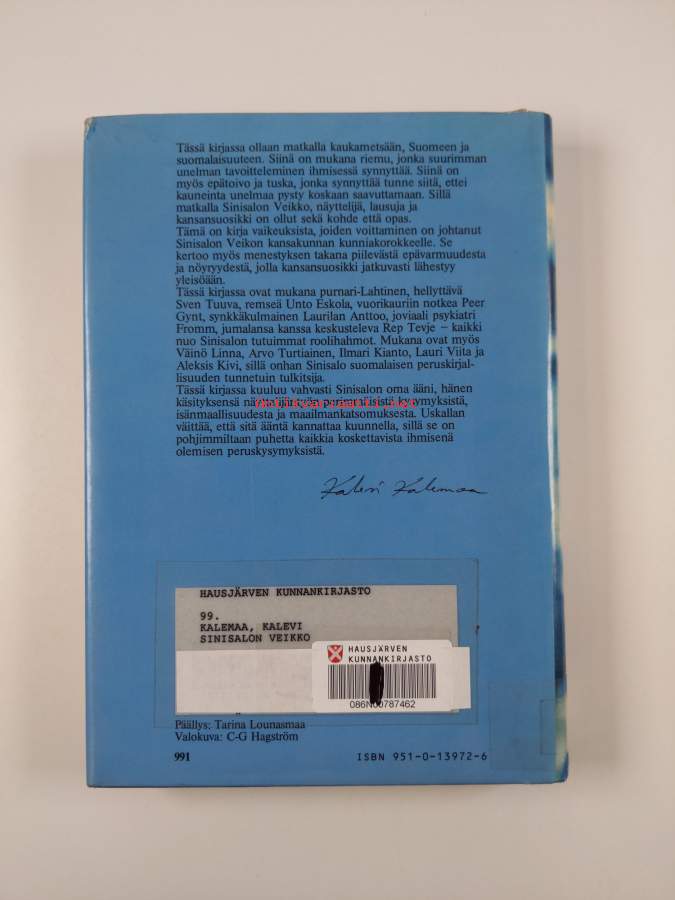 Tässä kirjassa ollaan matkalla kaukametsään, Suomeen ja
suomalaisuuteen. Siinä on mukana riemu, jonka suurimman
unelman tavoitteleminen ihmisessä synnyttää. Siinä on
myös epätoivo ja tuska, jonka synnyttää tunne siitä, ettei
kauneinta unelmaa pysty koskaan saavuttamaan. Sillä
matkalla Sinisalon Veikko, näyttelijä, lausuja ja
kansansuosikki on ollut sekä kohde että opas.
Tämä on kirja vaikeuksista, joiden voittaminen on johtanut
Sinisalon Veikon kansakunnan kunniakorokkeelle. Se
kertoo myös menestyksen takana piilevästä epävarmuudesta
ja nöyryydestä, jolla kansansuosikki jatkuvasti lähestyy
yleisöään.
Tässä kirjassa ovat mukana purnari-Lahtinen, hellyttävä
Sven Tuuva, remseä Unto Eskola, vuorikauriin notkea Peer
Gynt, synkkäkulmainen Laurilan Anttoo, joviaali psykiatri
Fromm, jumalansa kanssa keskusteleva Rep Tevje – kaikki
nuo Sinisalon tutuimmat roolihahmot. Mukana ovat myös
Väinö Linna, Arvo Turtiainen, Ilmari Kianto, Lauri Viita ja
Aleksis Kivi, sillä onhan Sinisalo suomalaisen peruskirjal-
lisuuden tunnetuin tulkitsija.
Tässä kirjassa kuuluu vahvasti Sinisalon oma ääni, hänen
käsityksensä näyttelijäntyön perimmäisistä kysymyksistä,
isänmaallisuudesta ja maailmankatsomuksesta. Uskallan
väittää, että sitä ääntä kannattaa kuunnella, sillä se on
pohjimmiltaan puhetta kaikkia koskettavista ihmisenä
olemisen peruskysymyksistä.
Kalevi Kalemaa
HAUSJÄRVEN KUNNANKIRJASTO
99.
KALEMAA, KALEVI
SINISALON VEIKKO
HAUSJÄRVEN
KUNNANKIRJASTO
086N00787462
Päällys: Tarina Lounasmaa
Valokuva: C-G Hagström
991
ISBN 951-0-13972-6